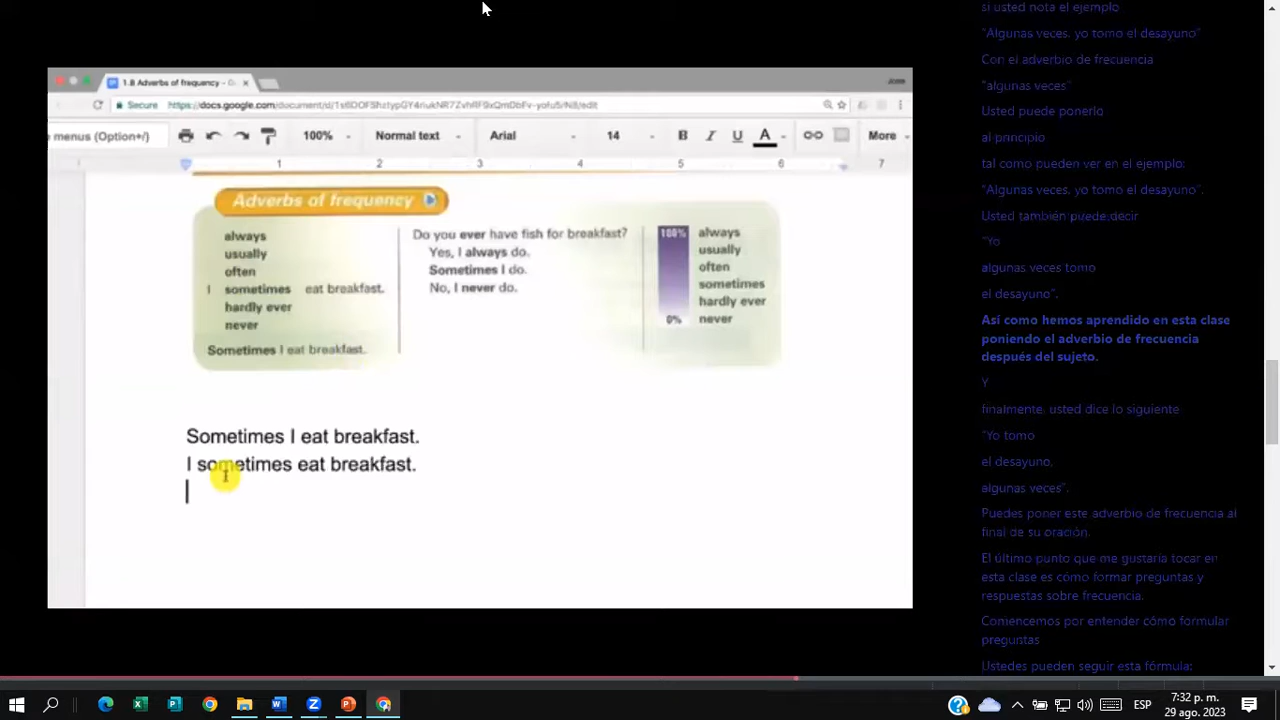 1.8 Adverbs of frequency - G
Secure
menus (Option+/)
100%
Normal text
Arial
14
B I U A
More
1 2 3 4 5 6 7
Adverbs of frequency
always
usually
often
I sometimes eat breakfast.
hardly ever
never
Sometimes I eat breakfast.
Do you ever have fish for breakfast?
Yes, I always do.
Sometimes I do.
No, I never do.
100% always
usually
often
sometimes
hardly ever
0% never
Sometimes I eat breakfast.
I sometimes eat breakfast.
si usted nota el ejemplo
"Algunas veces, yo tomo el desayuno"
Con el adverbio de frecuencia
"algunas veces"
Usted puede ponerlo
al principio
tal como pueden ver en el ejemplo:
"Algunas veces, yo tomo el desayuno".
Usted también puede decir
"Yo
algunas veces tomo
el desayuno".
Así como hemos aprendido en esta clase
poniendo el adverbio de frecuencia
después del sujeto.
Y
finalmente, usted dice lo siguiente
"Yo tomo
el desayuno,
algunas veces".
Puedes poner este adverbio de frecuencia al
final de su oración.
El último punto que me gustaría tocar en
esta clase es cómo formar preguntas y
respuestas sobre frecuencia.
Comencemos por entender cómo formular
preguntas
Ustedes pueden seguir esta fórmula:
ESP
7:32 p. m.
29 ago. 2023